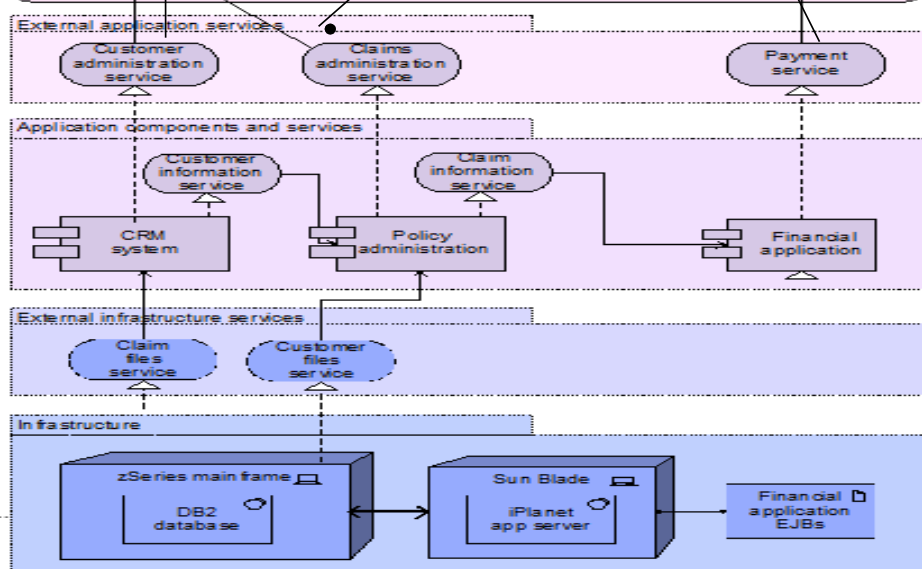 External application services
Customer
administration
service
Claims
administration
service
Payment
service
Application components and services
Customer
information
service
Claim
information
service
CRM
system
Policy
administration
Financial
application
External infrastructure services
Claim
files
service
Customer
files
service
Infrastructure
zSeries mainframe
DB2
database
Sun Blade
iPlanet
app server
Financial
application
EJBs